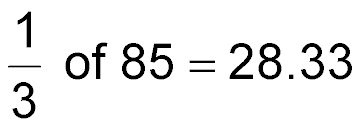 1/3 of 85 = 28.33